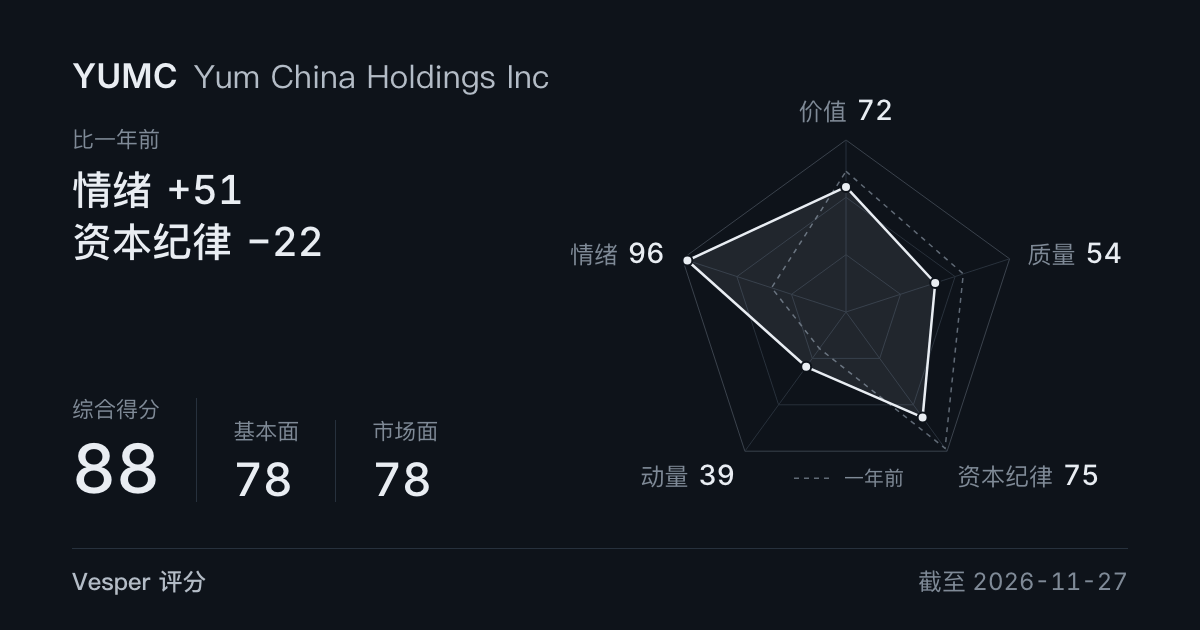 YUMC Yum China Holdings Inc
比一年前
情绪 +51
资本纪律 −22
价值 72
情绪 96
质量 54
动量 39
一年前
资本纪律 75
综合得分
88
基本面
78
市场面
78
Vesper 评分
截至 2026-11-27